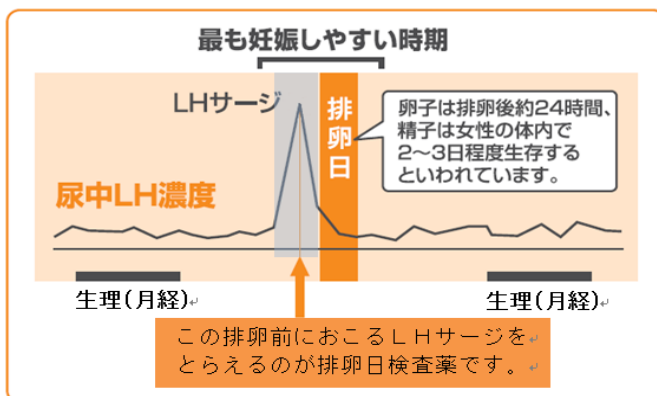 最も妊娠しやすい時期
LHサージ
排卵日
卵子は排卵後約24時間、
精子は女性の体内で
2〜3日程度生存する
といわれています。
尿中LH濃度
生理(月経)
生理(月経)
この排卵前におこるＬＨサージを
とらえるのが排卵日検査薬です。